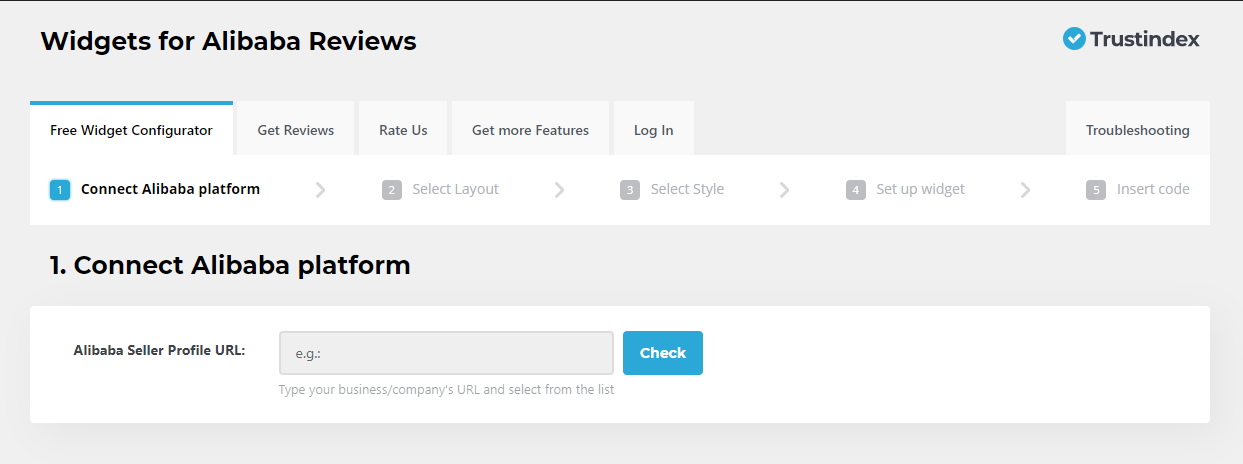 Widgets for Alibaba Reviews
Trustindex
Free Widget Configurator
Get Reviews
Rate Us
Get more Features
Log In
Troubleshooting
1 Connect Alibaba platform
2 Select Layout
3 Select Style
4 Set up widget
5 Insert code
1. Connect Alibaba platform
Alibaba Seller Profile URL:
e.g.:
Check
Type your business/company's URL and select from the list